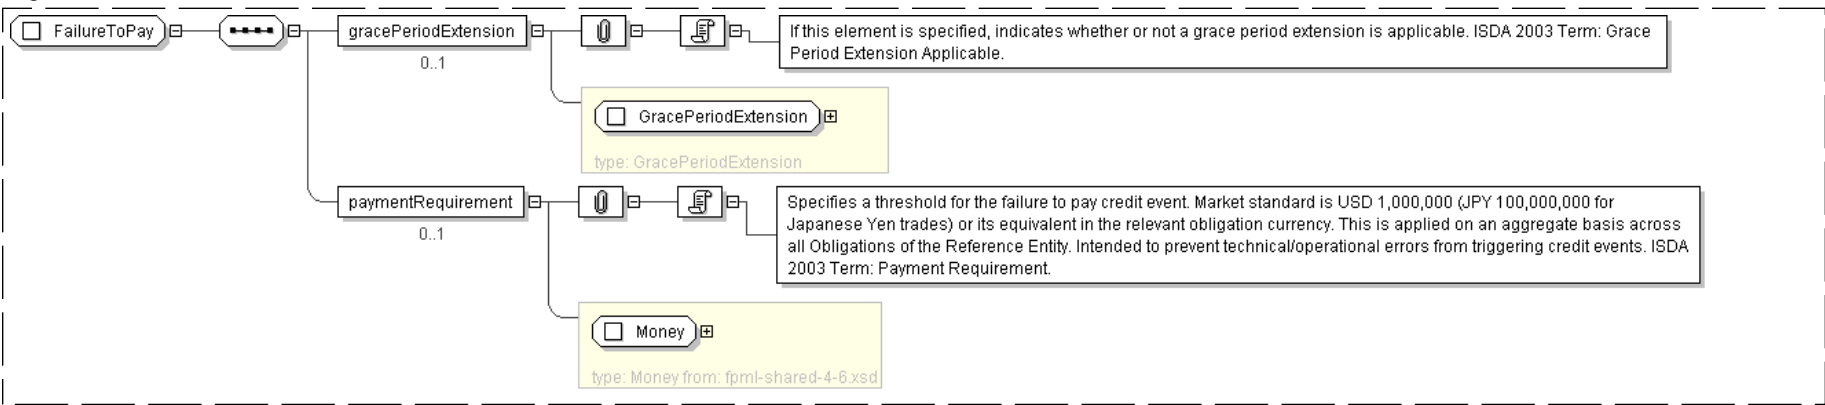 FailureToPay
gracePeriodExtension
0..1
If this element is specified, indicates whether or not a grace period extension is applicable. ISDA 2003 Term: Grace
Period Extension Applicable.
GracePeriodExtension
type: GracePeriodExtension
paymentRequirement
0..1
Specifies a threshold for the failure to pay credit event. Market standard is USD 1,000,000 (JPY 100,000,000 for
Japanese Yen trades) or its equivalent in the relevant obligation currency. This is applied on an aggregate basis across
all Obligations of the Reference Entity. Intended to prevent technical/operational errors from triggering credit events. ISDA
2003 Term: Payment Requirement.
Money
type: Money from: fpml-shared-4-6.xsd